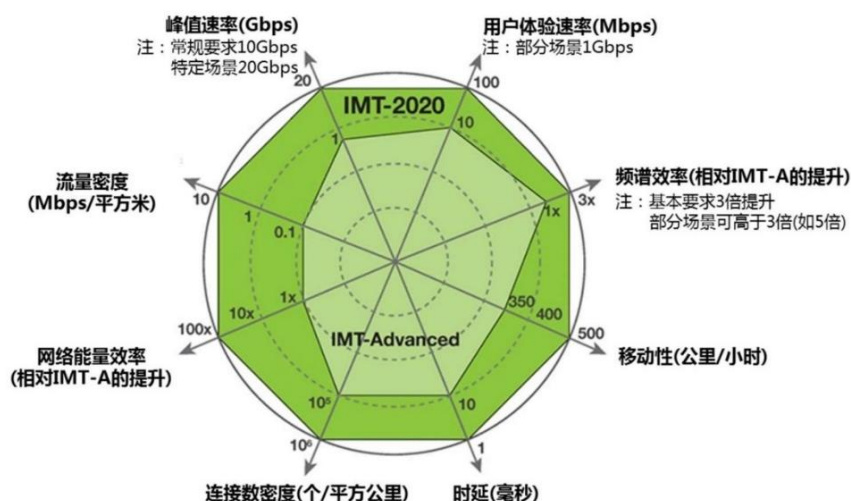 峰值速率(Gbps)
注：常规要求10Gbps
特定场景20Gbps
用户体验速率(Mbps)
注：部分场景1Gbps
20
100
IMT-2020
1
10
流量密度
(Mbps/平方米)
10
1
0.1
频谱效率(相对IMT-A的提升)
注：基本要求3倍提升
部分场景可高于3倍(如5倍)
3x
1x
1x
10x
100x
350
400
500
网络能量效率
(相对IMT-A的提升)
IMT-Advanced
移动性(公里/小时)
10⁵
10
10⁶
1
连接数密度(个/平方公里)
时延(毫秒)